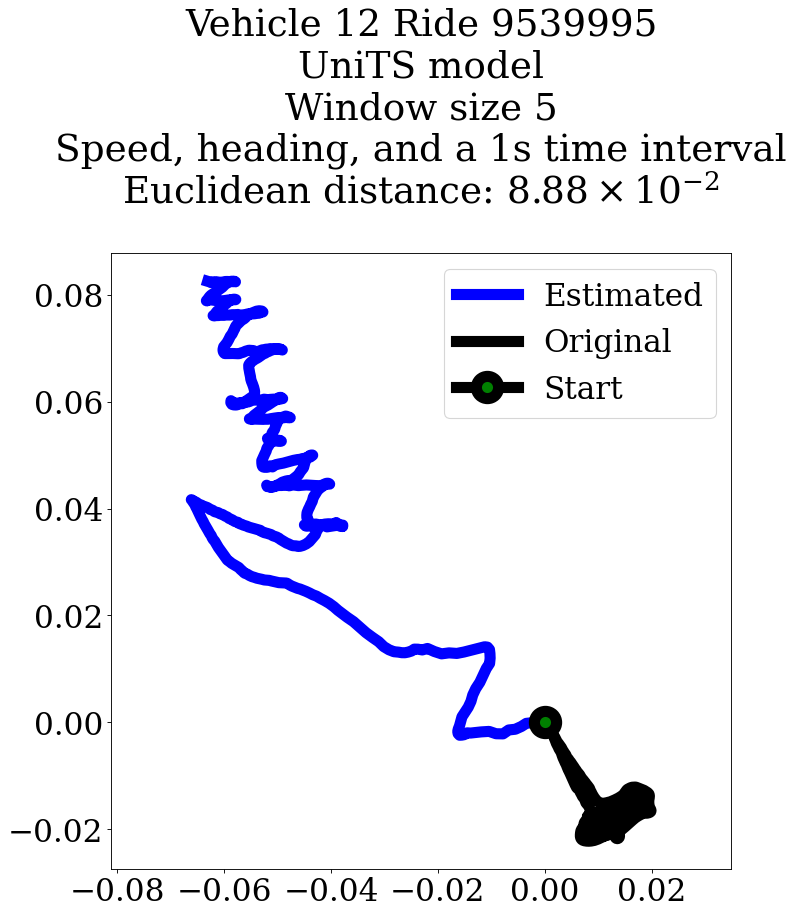 Vehicle 12 Ride 9539995
UniTS model
Window size 5
Speed, heading, and a 1s time interval
Euclidean distance: 8.88 × 10⁻²
Estimated
Original
Start
0.08
0.06
0.04
0.02
0.00
−0.02
−0.08 −0.06 −0.04 −0.02 0.00 0.02